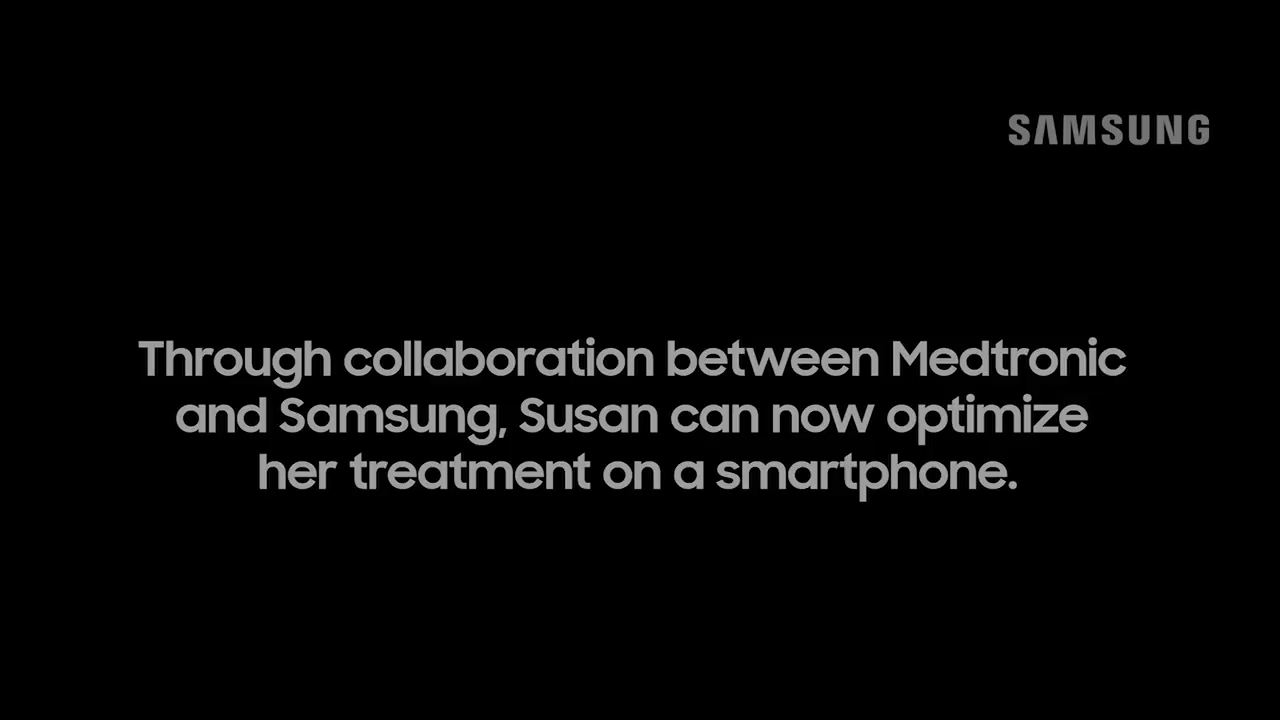 SAMSUNG
Through collaboration between Medtronic
and Samsung, Susan can now optimize
her treatment on a smartphone.